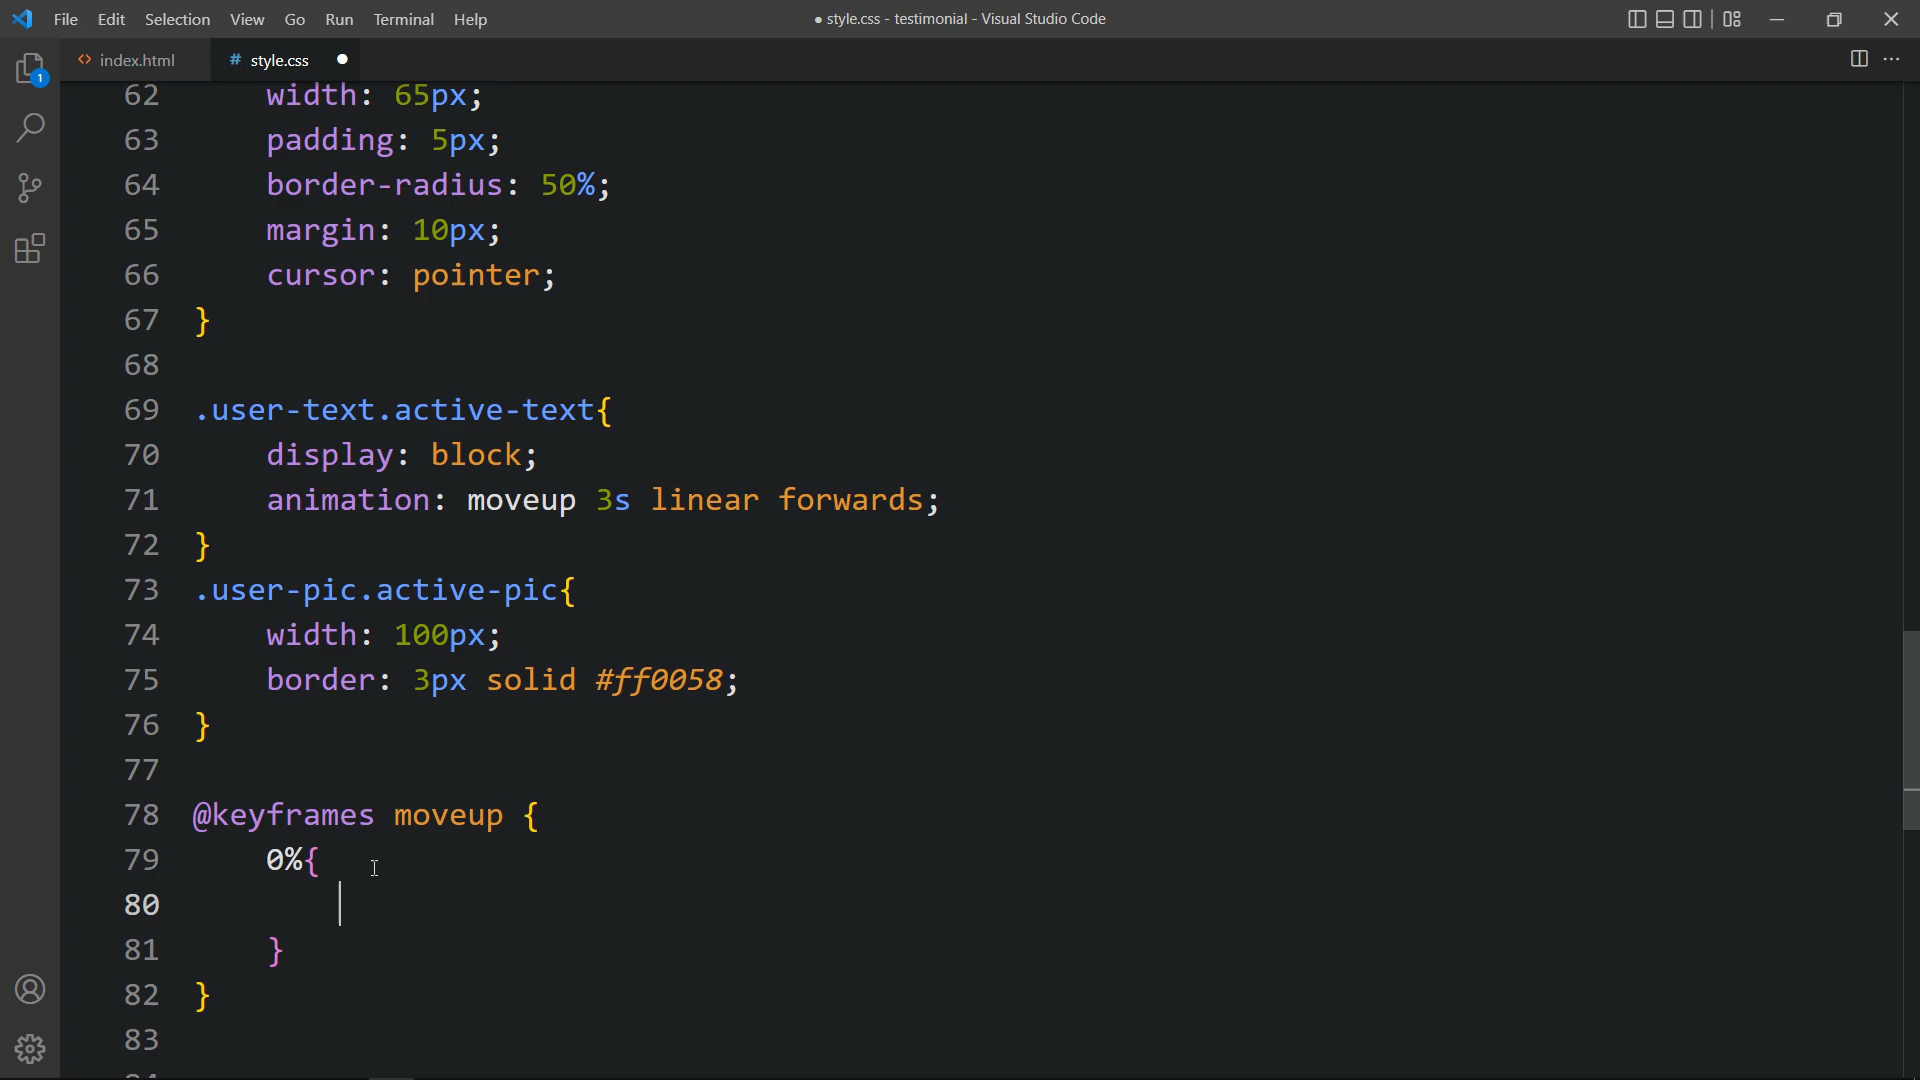 File Edit Selection View Go Run Terminal Help
● style.css - testimonial - Visual Studio Code
1
<> index.html
# style.css ●
62 width: 65px;
63 padding: 5px;
64 border-radius: 50%;
65 margin: 10px;
66 cursor: pointer;
67 }
68
69 .user-text.active-text{
70 display: block;
71 animation: moveup 3s linear forwards;
72 }
73 .user-pic.active-pic{
74 width: 100px;
75 border: 3px solid #ff0058;
76 }
77
78 @keyframes moveup {
79 0%{
80
81 }
82 }
83